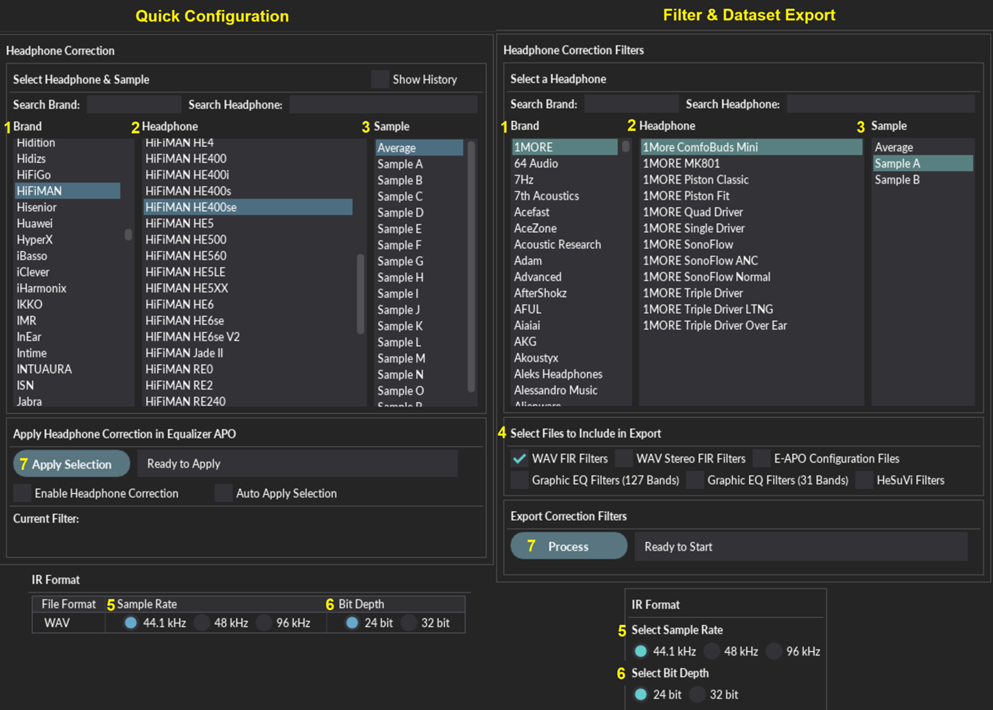 Quick Configuration
Headphone Correction
Select Headphone & Sample
Show History
Search Brand:
Search Headphone:
1 Brand
2 Headphone
3 Sample
Hidition
Hidizs
HiFiGo
HiFiMAN
Hisenior
Huawei
HyperX
iBasso
iClever
iHarmonix
IKKO
IMR
InEar
Intime
INTUAURA
ISN
Jabra
HiFiMAN HE4
HiFiMAN HE400
HiFiMAN HE400i
HiFiMAN HE400s
HiFiMAN HE400se
HiFiMAN HE5
HiFiMAN HE500
HiFiMAN HE560
HiFiMAN HE5LE
HiFiMAN HE5XX
HiFiMAN HE6
HiFiMAN HE6se
HIFIMAN HE6se V2
HiFiMAN Jade II
HiFiMAN RE0
HiFiMAN RE2
HiFiMAN RE240
Average
Sample A
Sample B
Sample C
Sample D
Sample E
Sample F
Sample G
Sample H
Sample I
Sample J
Sample K
Sample L
Sample M
Sample N
Sample O
Sample P
Apply Headphone Correction in Equalizer APO
7 Apply Selection
Ready to Apply
Enable Headphone Correction
Auto Apply Selection
Current Filter:
IR Format
File Format
5 Sample Rate
6 Bit Depth
WAV
44.1 kHz
48 kHz
96 kHz
24 bit
32 bit
Filter & Dataset Export
Headphone Correction Filters
Select a Headphone
Search Brand:
Search Headphone:
1 Brand
2 Headphone
3 Sample
1MORE
64 Audio
7Hz
7th Acoustics
Acefast
AceZone
Acoustic Research
Adam
Advanced
AfterShokz
AFUL
Aiaiai
AKG
Akoustyx
Aleks Headphones
Alessandro Music
Alienware
1More ComfoBuds Mini
1MORE MK801
1MORE Piston Classic
1MORE Piston Fit
1MORE Quad Driver
1MORE Single Driver
1MORE SonoFlow
1MORE SonoFlow ANC
1MORE SonoFlow Normal
1MORE Triple Driver
1MORE Triple Driver LTNG
1MORE Triple Driver Over Ear
Average
Sample A
Sample B
4 Select Files to Include in Export
WAV FIR Filters
WAV Stereo FIR Filters
E-APO Configuration Files
Graphic EQ Filters (127 Bands)
Graphic EQ Filters (31 Bands)
HeSuVi Filters
Export Correction Filters
7 Process
Ready to Start
IR Format
5 Select Sample Rate
44.1 kHz
48 kHz
96 kHz
6 Select Bit Depth
24 bit
32 bit